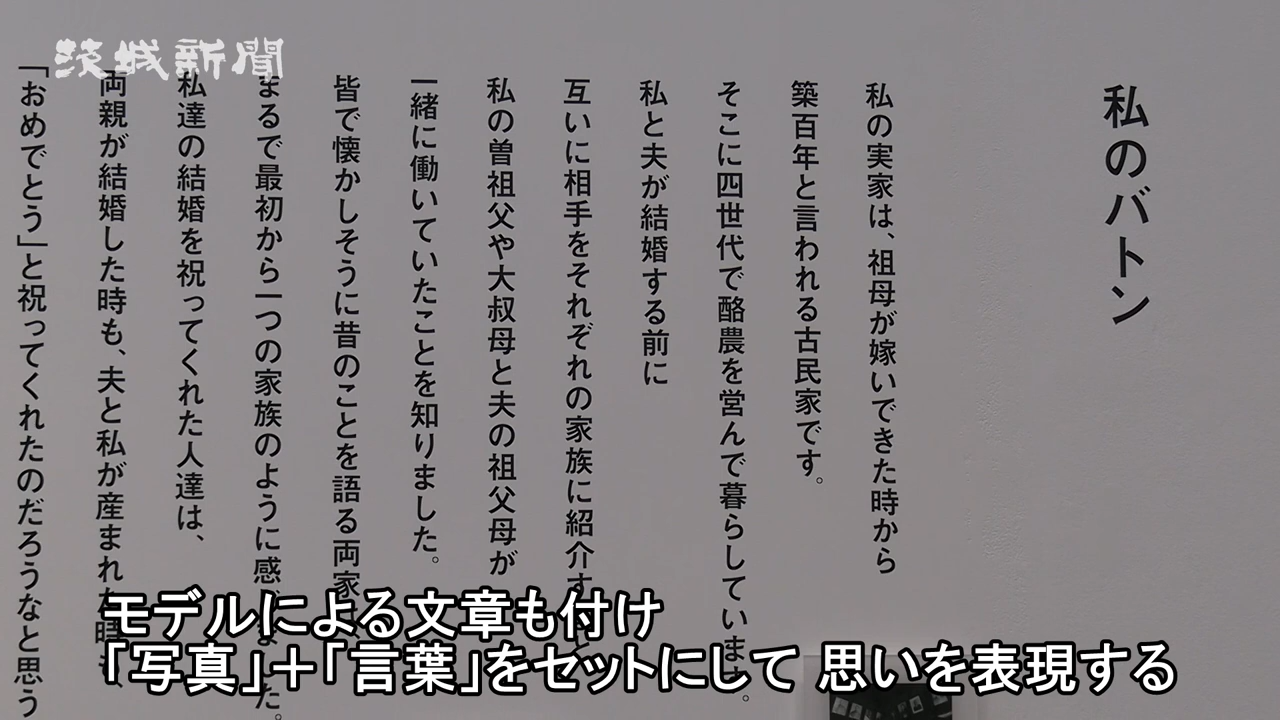 茨城新聞
私のバトン
私の実家は、祖母が嫁いできた時から
築百年と言われる古民家です。
そこに四世代で酪農を営んで暮らしています。
私と夫が結婚する前に
互いに相手をそれぞれの家族に紹介す
私の曽祖父や大叔母と夫の祖父母が
一緒に働いていたことを知りました。
皆で懐かしそうに昔のことを語る両家
まるで最初から一つの家族のように感
私達の結婚を祝ってくれた人達は、
両親が結婚した時も、夫と私が産まれた時も、
「おめでとう」と祝ってくれたのだろうなと思う
モデルによる文章も付け
「写真」＋「言葉」をセットにして 思いを表現する